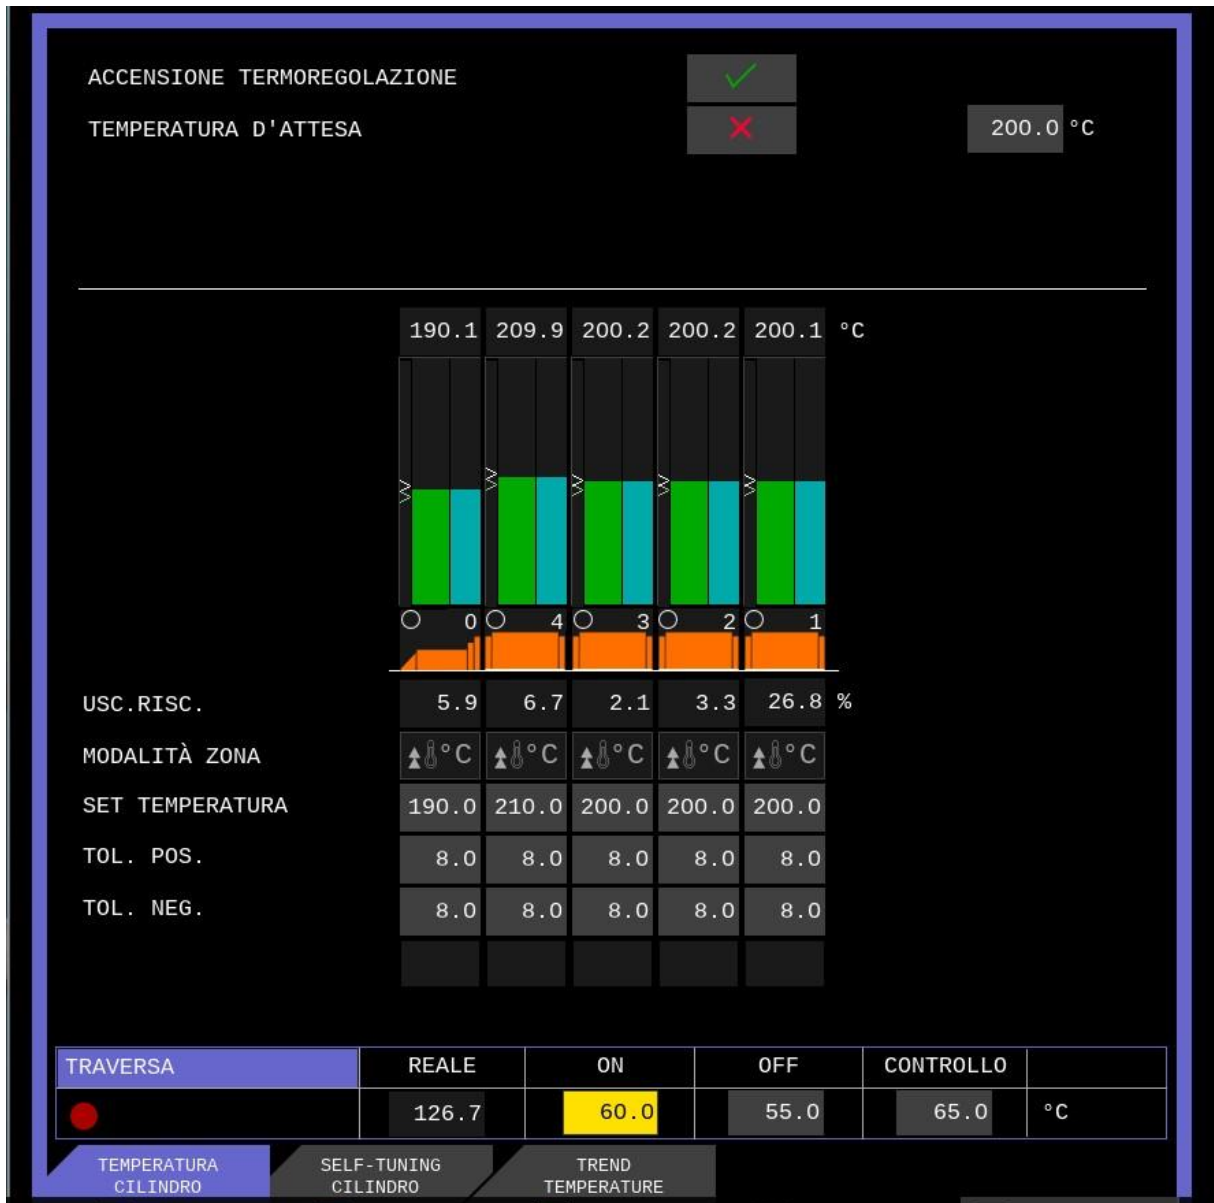 ACCENSIONE TERMOREGOLAZIONE
TEMPERATURA D'ATTESA 200.0 °C
190.1 209.9 200.2 200.2 200.1 °C
0 4 3 2 1
USC.RISC. 5.9 6.7 2.1 3.3 26.8 %
MODALITÀ ZONA °C °C °C °C °C
SET TEMPERATURA 190.0 210.0 200.0 200.0 200.0
TOL. POS. 8.0 8.0 8.0 8.0 8.0
TOL. NEG. 8.0 8.0 8.0 8.0 8.0
TRAVERSA REALE ON OFF CONTROLLO
126.7 60.0 55.0 65.0 °C
TEMPERATURA SELF-TUNING TREND
CILINDRO CILINDRO TEMPERATURE